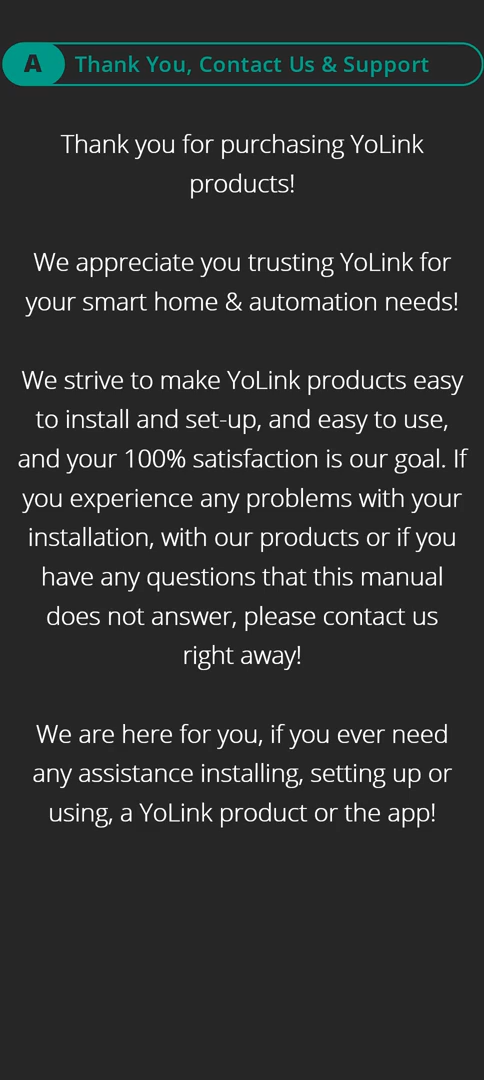 A Thank You, Contact Us & Support
Thank you for purchasing YoLink
products!
We appreciate you trusting YoLink for
your smart home & automation needs!
We strive to make YoLink products easy
to install and set-up, and easy to use,
and your 100% satisfaction is our goal. If
you experience any problems with your
installation, with our products or if you
have any questions that this manual
does not answer, please contact us
right away!
We are here for you, if you ever need
any assistance installing, setting up or
using, a YoLink product or the app!